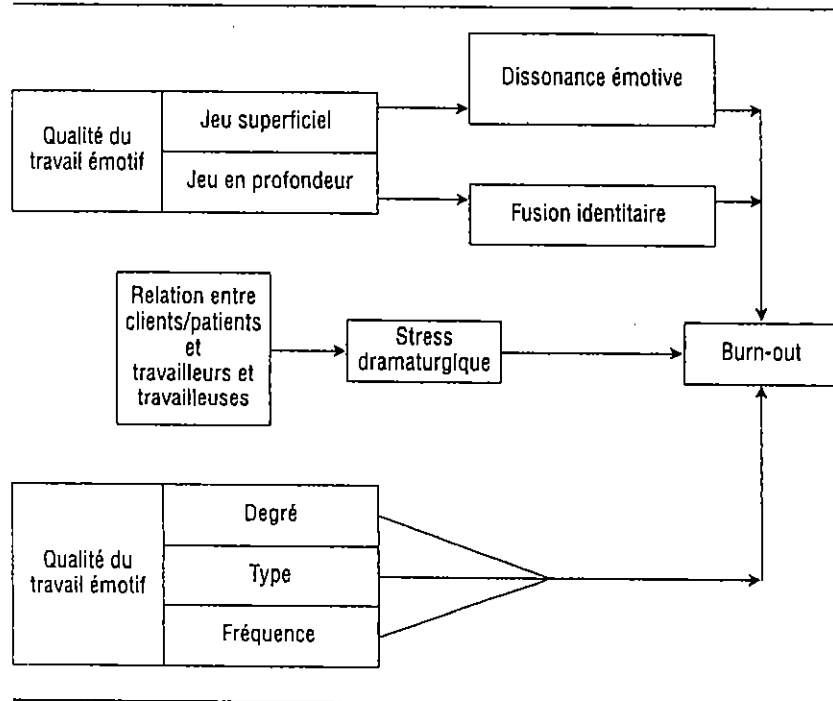 Qualité du
travail émotif
Jeu superficiel
Jeu en profondeur
Dissonance émotive
Fusion identitaire
Relation entre
clients/patients
et
travailleurs et
travailleuses
Stress
dramaturgique
Burn-out
Qualité du
travail émotif
Degré
Type
Fréquence